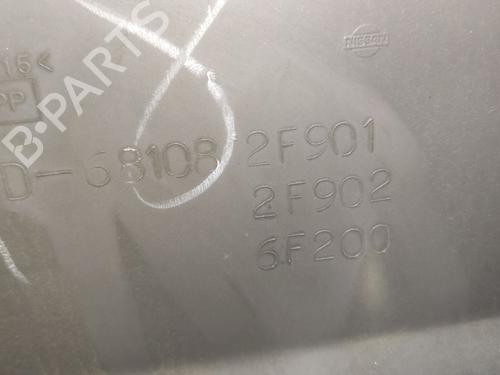 NISSAN
15<
PP
D-68108 2F901
2F902
6F200
B-PARTS